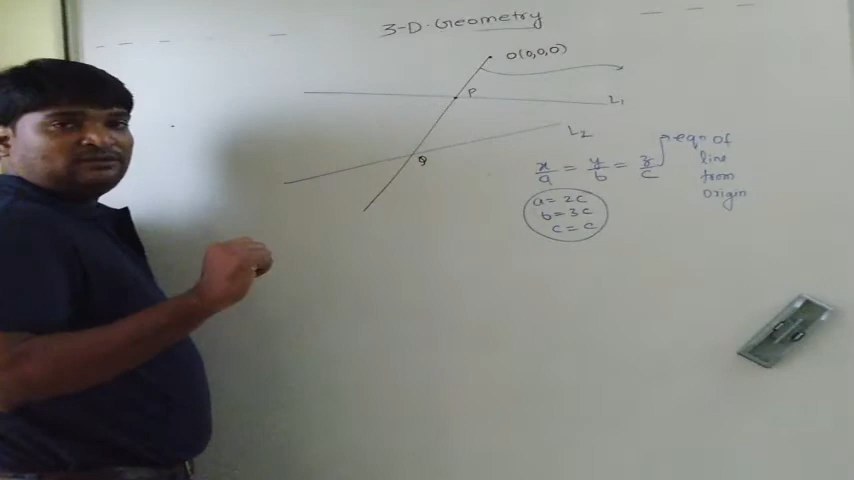 3-D. Geometry
O(0,0,0)
P
L₁
L₂
Q
x/a = y/b = z/c
eqn of
line
from
origin
a = 2c
b = 3c
c = c